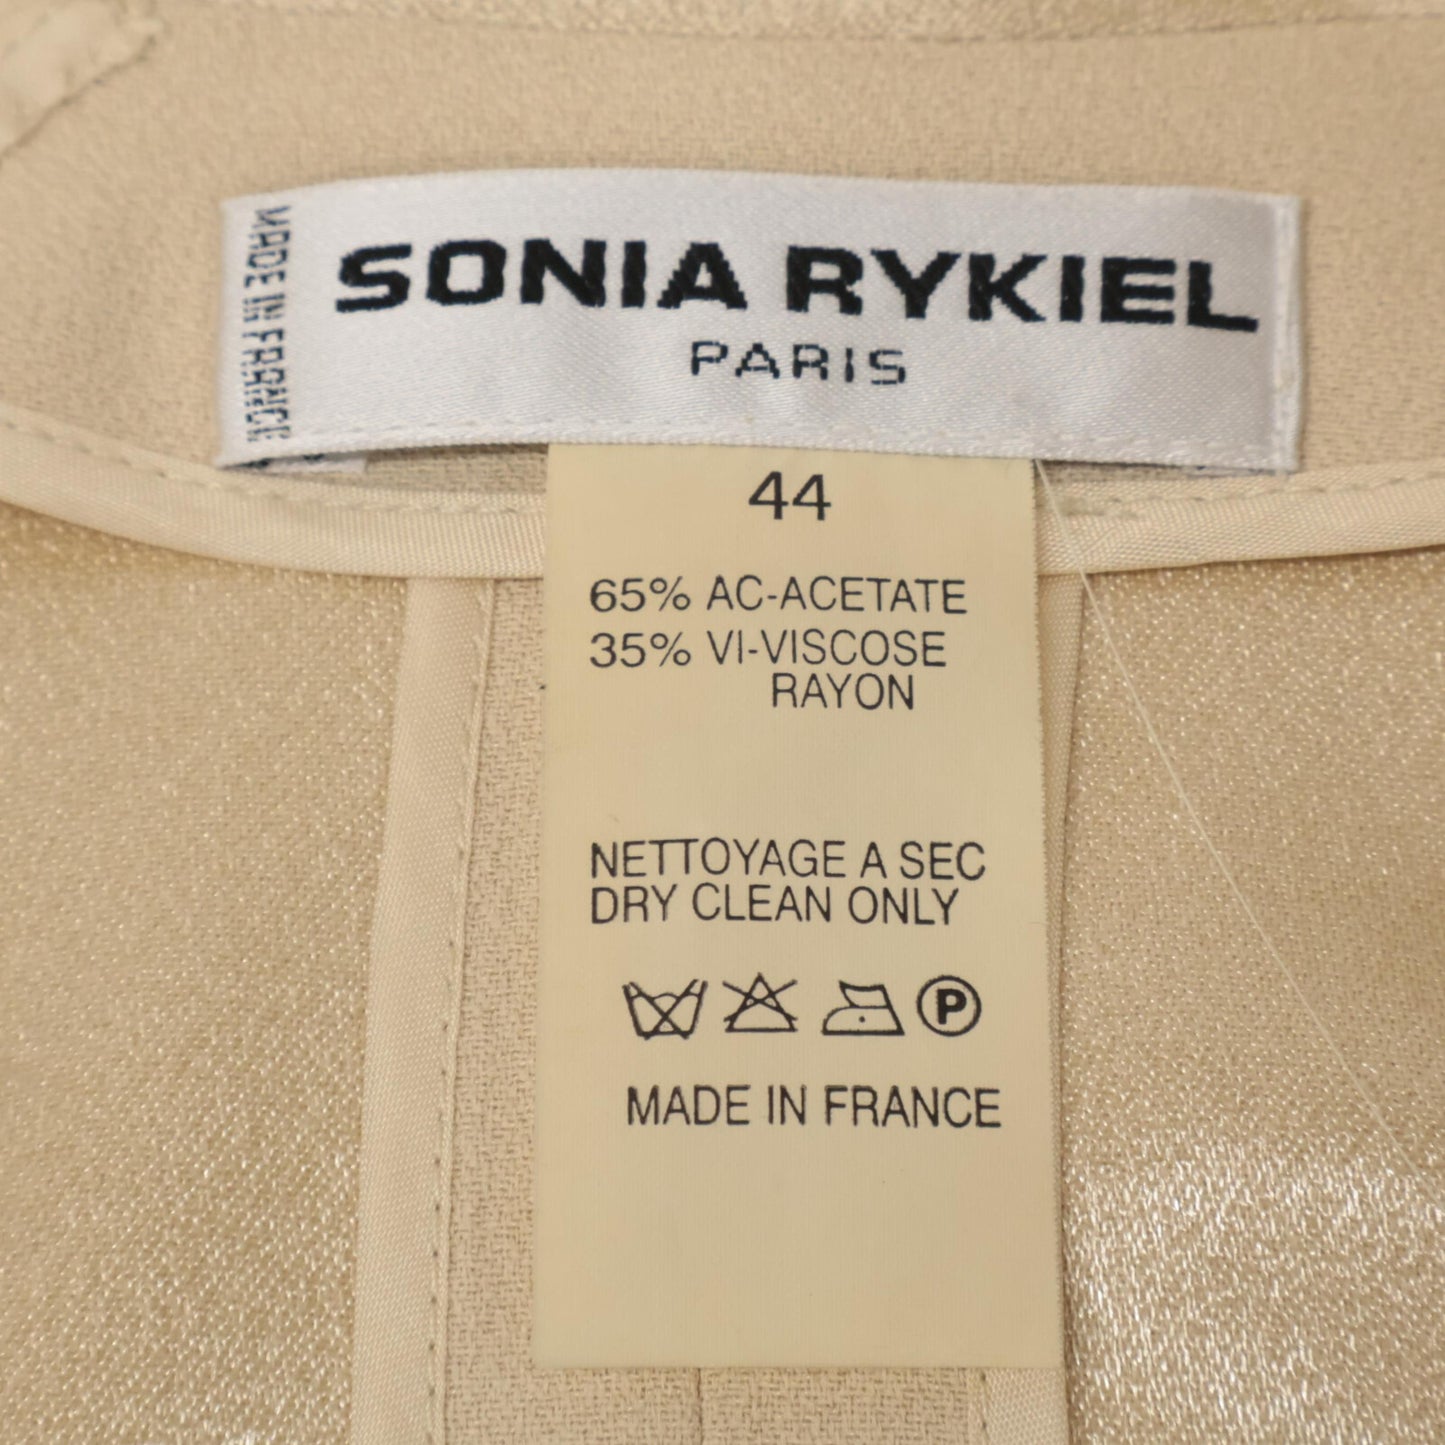 MADE IN FRANCE
SONIA RYKIEL
PARIS
44
65% AC-ACETATE
35% VI-VISCOSE
RAYON
NETTOYAGE A SEC
DRY CLEAN ONLY
P
MADE IN FRANCE